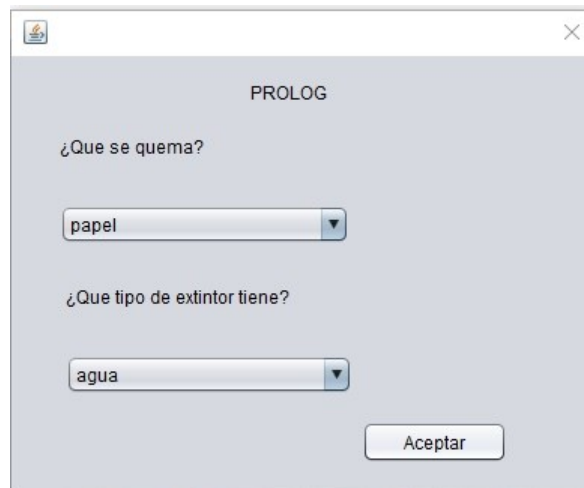 PROLOG
¿Que se quema?
papel
¿Que tipo de extintor tiene?
agua
Aceptar